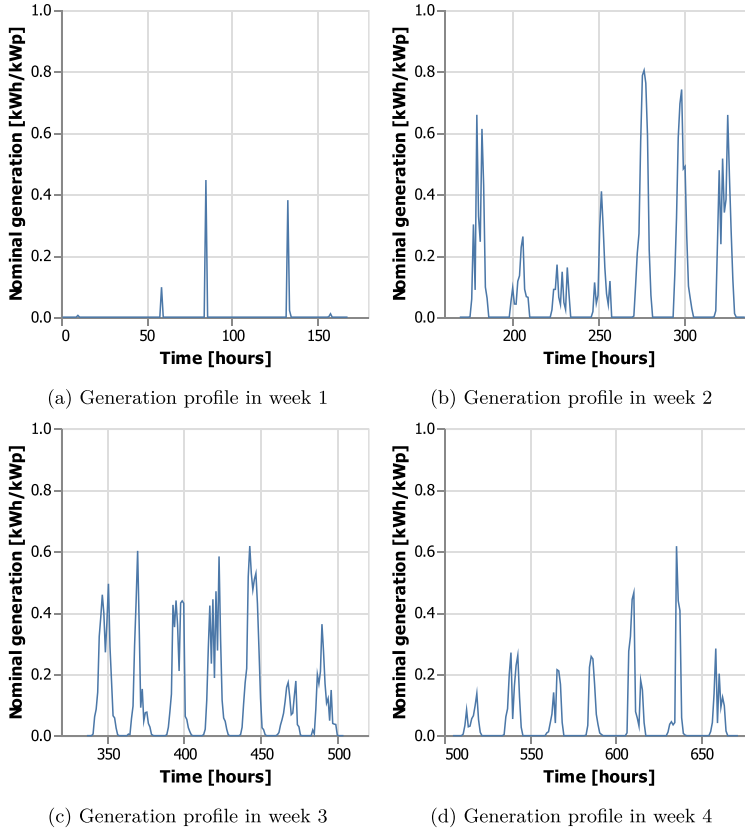 Nominal generation [kWh/kWp]
1.0
0.8
0.6
0.4
0.2
0.0
0 50 100 150
Time [hours]
(a) Generation profile in week 1
Nominal generation [kWh/kWp]
1.0
0.8
0.6
0.4
0.2
0.0
200 250 300
Time [hours]
(b) Generation profile in week 2
Nominal generation [kWh/kWp]
1.0
0.8
0.6
0.4
0.2
0.0
350 400 450 500
Time [hours]
(c) Generation profile in week 3
Nominal generation [kWh/kWp]
1.0
0.8
0.6
0.4
0.2
0.0
500 550 600 650
Time [hours]
(d) Generation profile in week 4